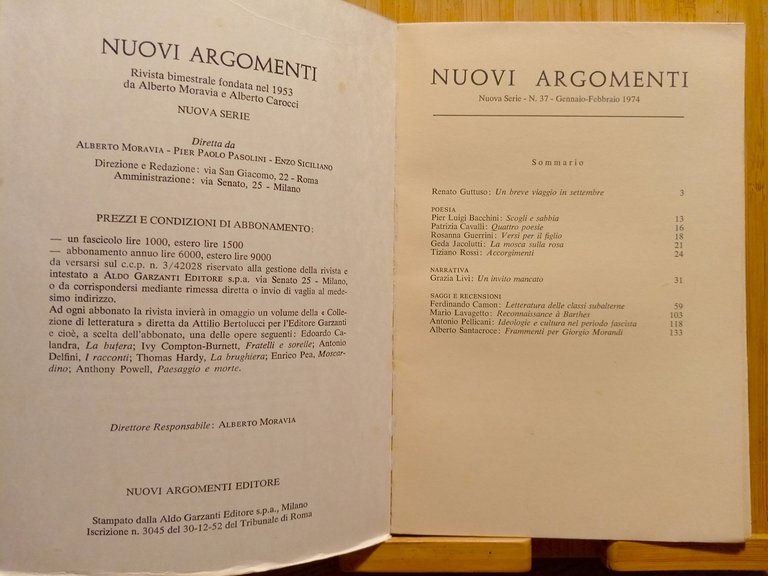 NUOVI ARGOMENTI
Rivista bimestrale fondata nel 1953
da Alberto Moravia e Alberto Carocci
NUOVA SERIE
Diretta da
ALBERTO MORAVIA - PIER PAOLO PASOLINI - ENZO SICILIANO
Direzione e Redazione: via San Giacomo, 22 - Roma
Amministrazione: via Senato, 25 - Milano
PREZZI E CONDIZIONI DI ABBONAMENTO:
— un fascicolo lire 1000, estero lire 1500
— abbonamento annuo lire 6000, estero lire 9000
da versarsi sul c.c.p. n. 3/42028 riservato alla gestione della rivista e
intestato a ALDO GARZANTI EDITORE s.p.a. via Senato 25 - Milano,
o da corrispondersi mediante rimessa diretta o invio di vaglia al mede-
simo indirizzo.
Ad ogni abbonato la rivista invierà in omaggio un volume della « Colle-
zione di letteratura » diretta da Attilio Bertolucci per l'Editore Garzanti
e cioè, a scelta dell'abbonato, una delle opere seguenti: Edoardo Ca-
landra, La bufera; Ivy Compton-Burnett, Fratelli e sorelle; Antonio
Delfini, I racconti; Thomas Hardy, La brughiera; Enrico Pea, Moscar-
dino; Anthony Powell, Paesaggio e morte.
Direttore Responsabile: ALBERTO MORAVIA
NUOVI ARGOMENTI EDITORE
Stampato dalla Aldo Garzanti Editore s.p.a., Milano
Iscrizione n. 3045 del 30-12-52 del Tribunale di Roma
NUOVI ARGOMENTI
Nuova Serie - N. 37 - Gennaio-Febbraio 1974
Sommario
Renato Guttuso: Un breve viaggio in settembre 3
POESIA
Pier Luigi Bacchini: Scogli e sabbia 13
Patrizia Cavalli: Quattro poesie 16
Rosanna Guerrini: Versi per il figlio 18
Geda Jacolutti: La mosca sulla rosa 21
Tiziano Rossi: Accorgimenti 24
NARRATIVA
Grazia Livi: Un invito mancato 31
SAGGI E RECENSIONI
Ferdinando Camon: Letteratura delle classi subalterne 59
Mario Lavagetto: Reconnaissance à Barthes 103
Antonio Pellicani: Ideologie e cultura nel periodo fascista 118
Alberto Santacroce: Frammenti per Giorgio Morandi 133